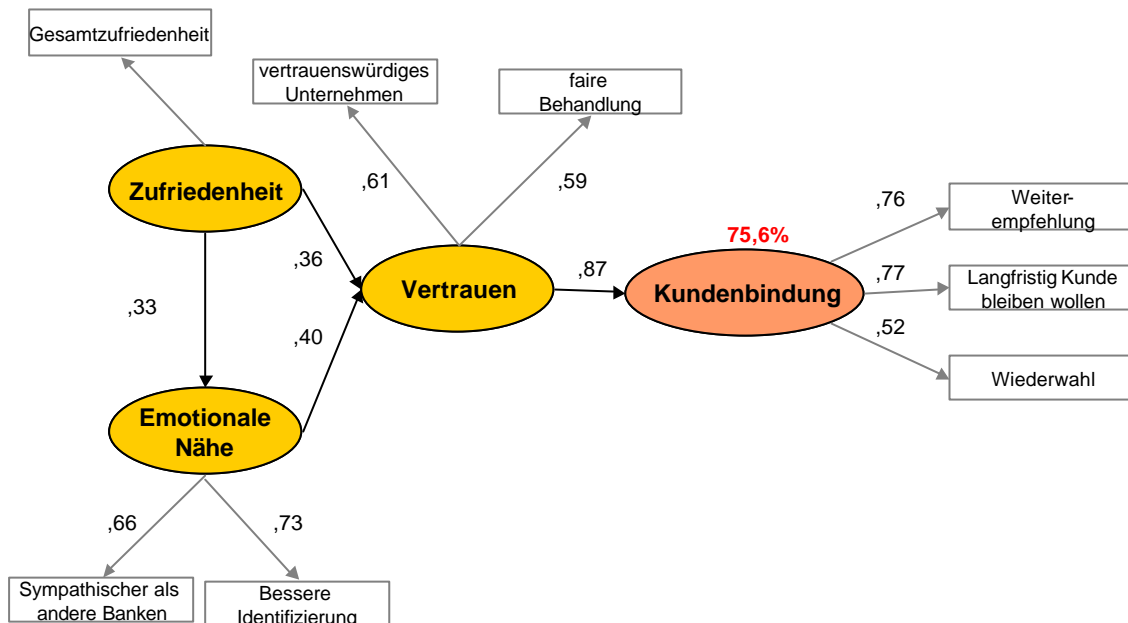 Gesamtzufriedenheit
vertrauenswürdiges
Unternehmen
faire
Behandlung
Zufriedenheit
,61
,59
,76
Weiter-
empfehlung
75,6%
,36
Vertrauen
,87
Kundenbindung
,77
Langfristig Kunde
bleiben wollen
,33
,40
,52
Wiederwahl
Emotionale
Nähe
,66
,73
Sympathischer als
andere Banken
Bessere
Identifizierung